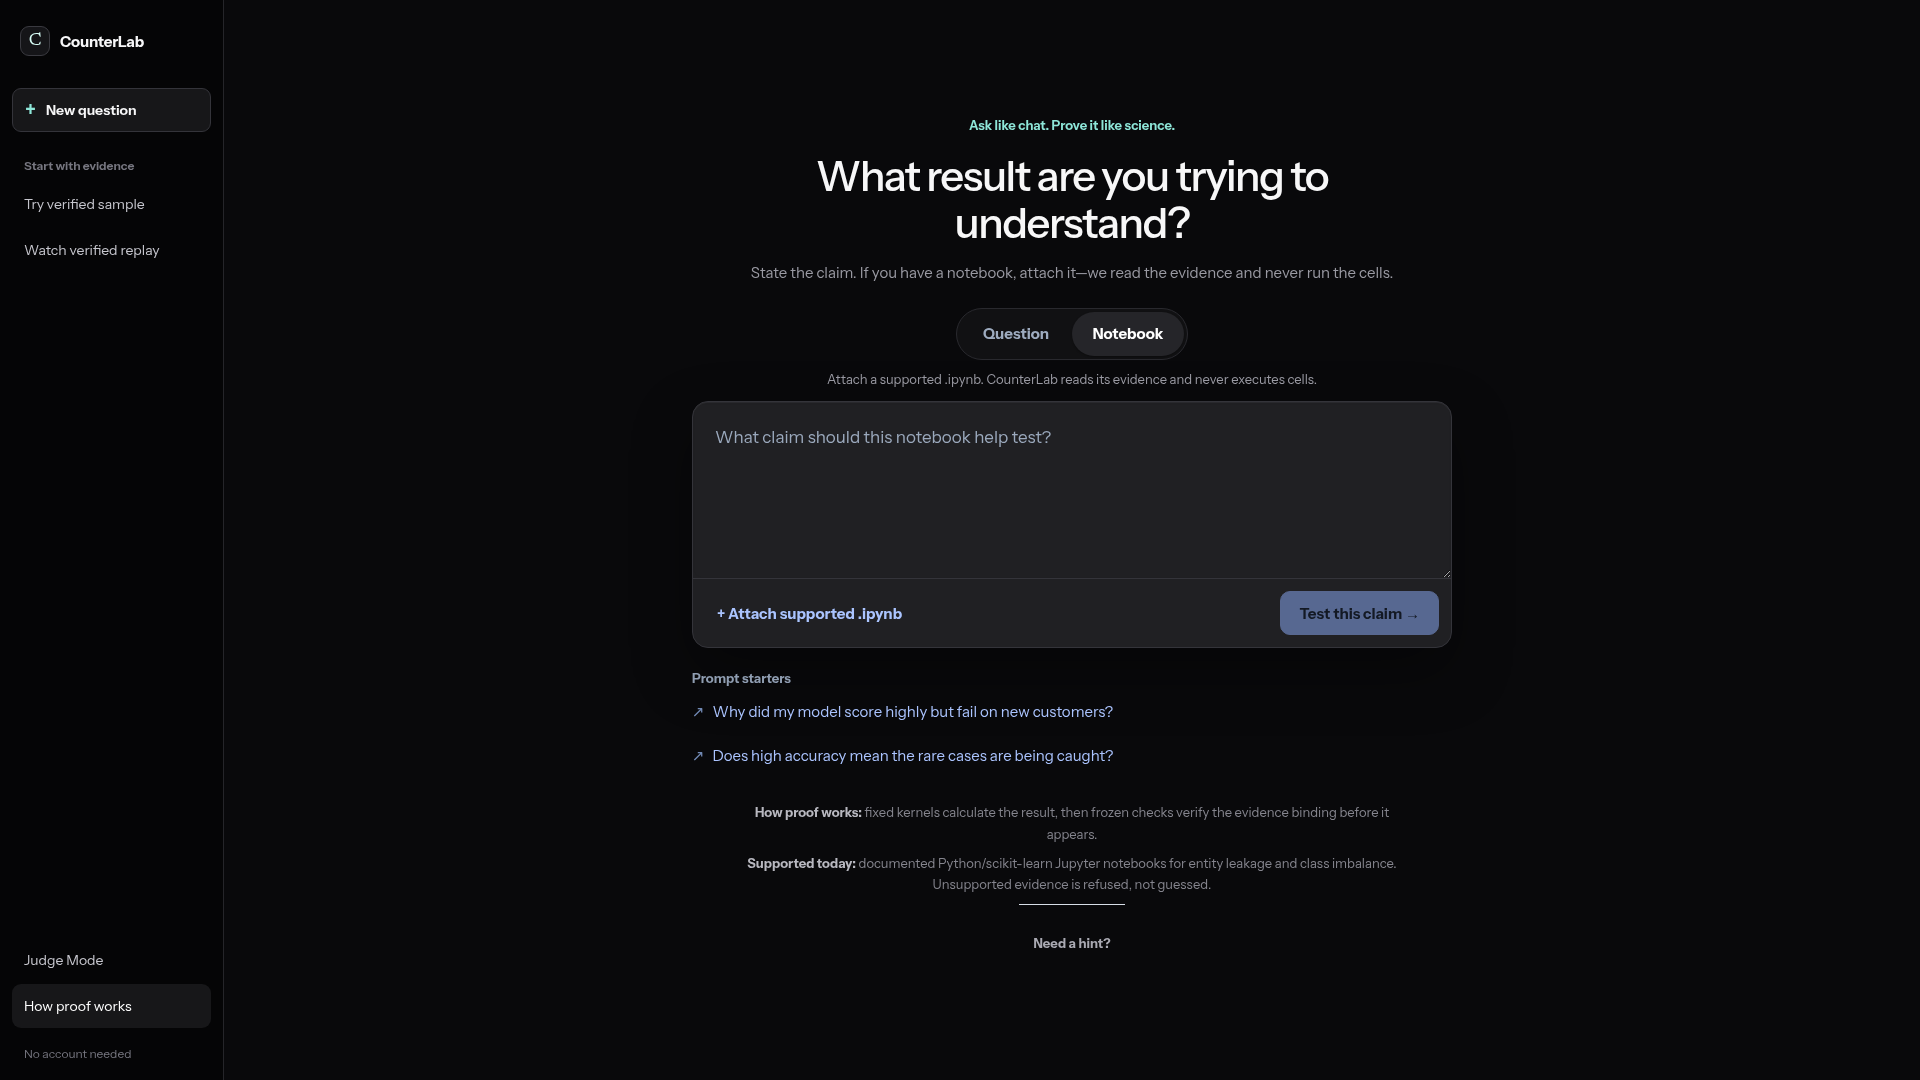 C CounterLab
+ New question
Start with evidence
Try verified sample
Watch verified replay
Judge Mode
How proof works
No account needed
Ask like chat. Prove it like science.
What result are you trying to
understand?
State the claim. If you have a notebook, attach it—we read the evidence and never run the cells.
Question Notebook
Attach a supported .ipynb. CounterLab reads its evidence and never executes cells.
What claim should this notebook help test?
+ Attach supported .ipynb Test this claim →
Prompt starters
↗ Why did my model score highly but fail on new customers?
↗ Does high accuracy mean the rare cases are being caught?
How proof works: fixed kernels calculate the result, then frozen checks verify the evidence binding before it
appears.
Supported today: documented Python/scikit-learn Jupyter notebooks for entity leakage and class imbalance.
Unsupported evidence is refused, not guessed.
Need a hint?